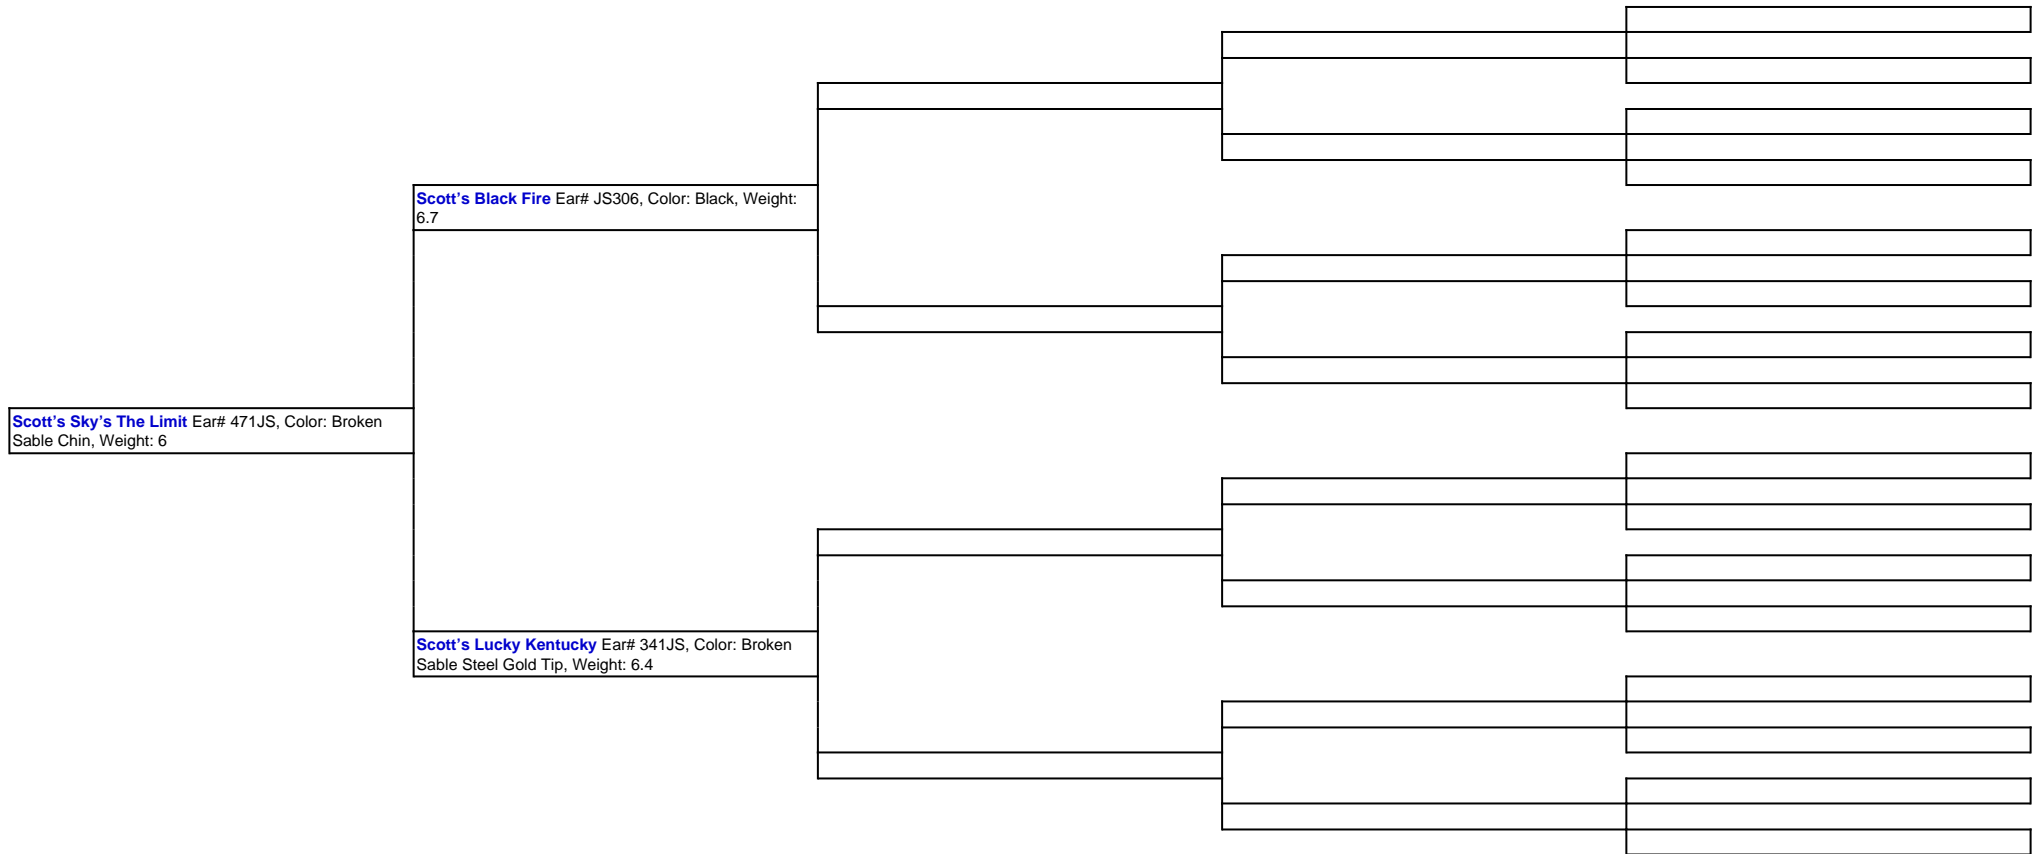 Scott’s Black Fire Ear# JS306, Color: Black, Weight:
6.7
Scott’s Sky’s The Limit Ear# 471JS, Color: Broken
Sable Chin, Weight: 6
Scott’s Lucky Kentucky Ear# 341JS, Color: Broken
Sable Steel Gold Tip, Weight: 6.4